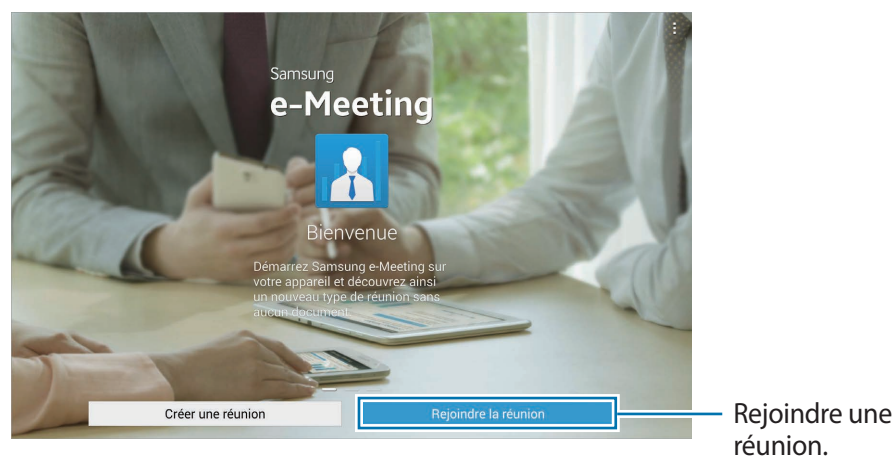 Samsung
e-Meeting
Bienvenue
Démarrez Samsung e-Meeting sur
votre appareil et découvrez ainsi
un nouveau type de réunion sans
aucun document.
Créer une réunion
Rejoindre la réunion
Rejoindre une
réunion.